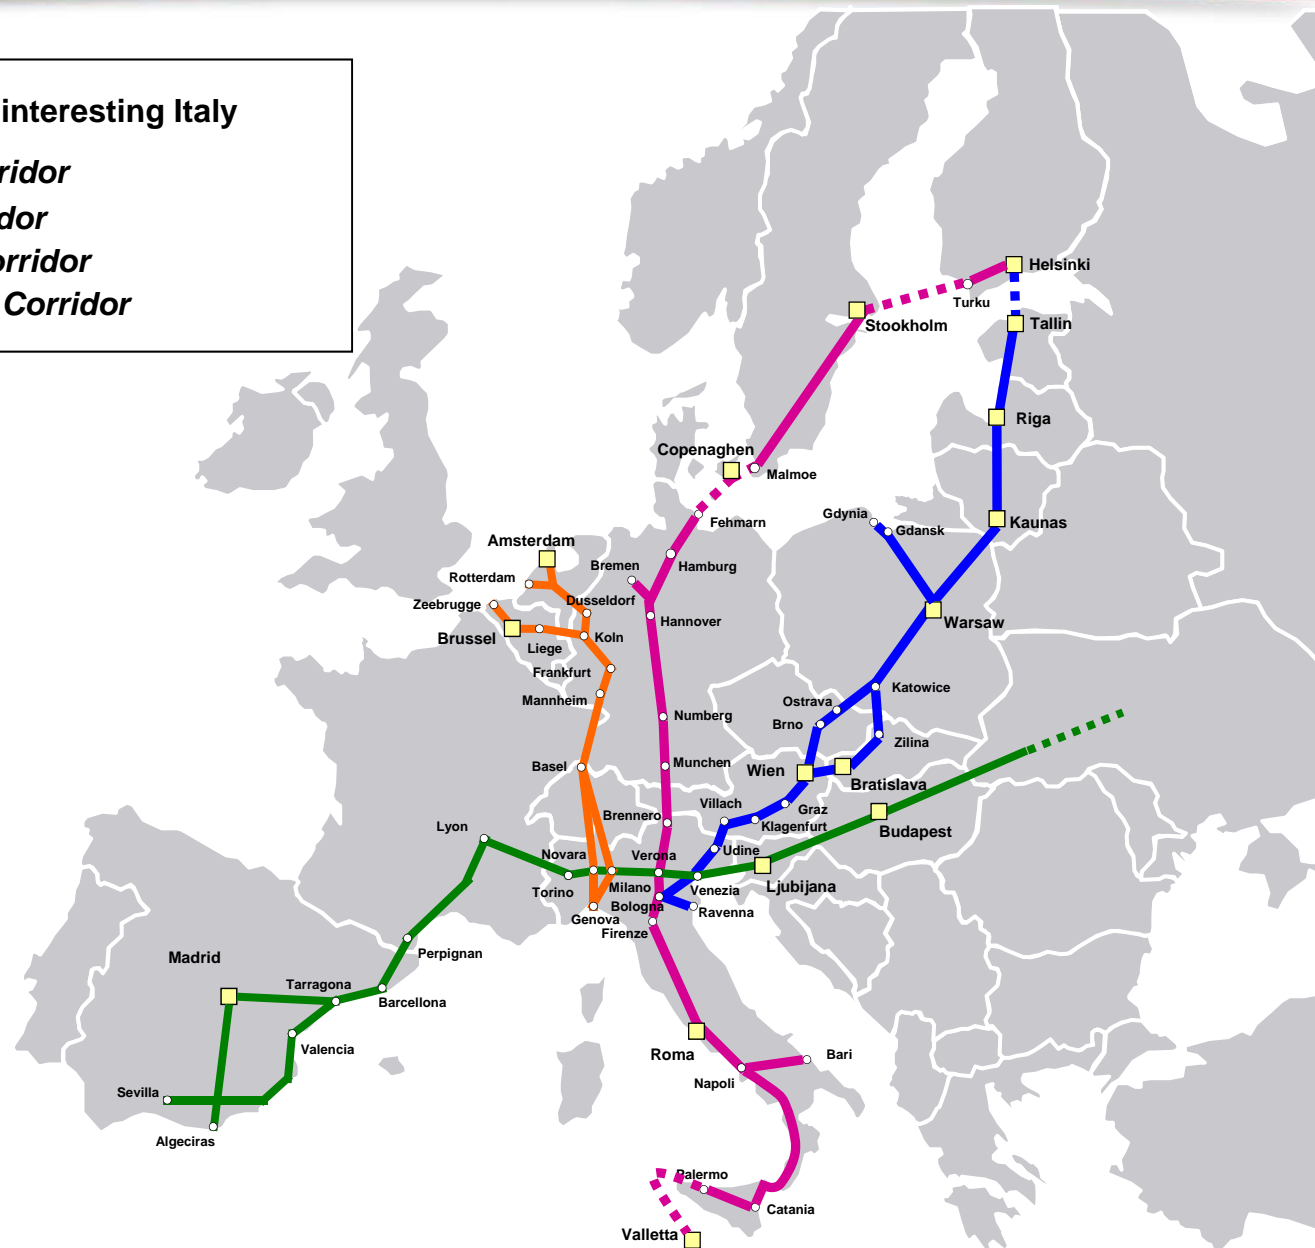 interesting Italy
ridor
dor
orridor
Corridor
Helsinki
Turku
Stookholm
Tallin
Riga
Copenaghen
Malmoe
Gdynia
Kaunas
Fehmarn
Gdansk
Amsterdam
Bremen
Hamburg
Rotterdam
Zeebrugge
Dusseldorf
Hannover
Warsaw
Brussel
Koln
Liege
Frankfurt
Katowice
Mannheim
Ostrava
Numberg
Brno
Zilina
Basel
Munchen
Wien
Bratislava
Villach
Graz
Brennero
Klagenfurt
Lyon
Budapest
Novara
Verona
Udine
Torino
Milano
Venezia
Ljubijana
Bologna
Ravenna
Genova
Firenze
Perpignan
Madrid
Tarragona
Barcellona
Valencia
Roma
Bari
Napoli
Sevilla
Algeciras
Palermo
Catania
Valletta